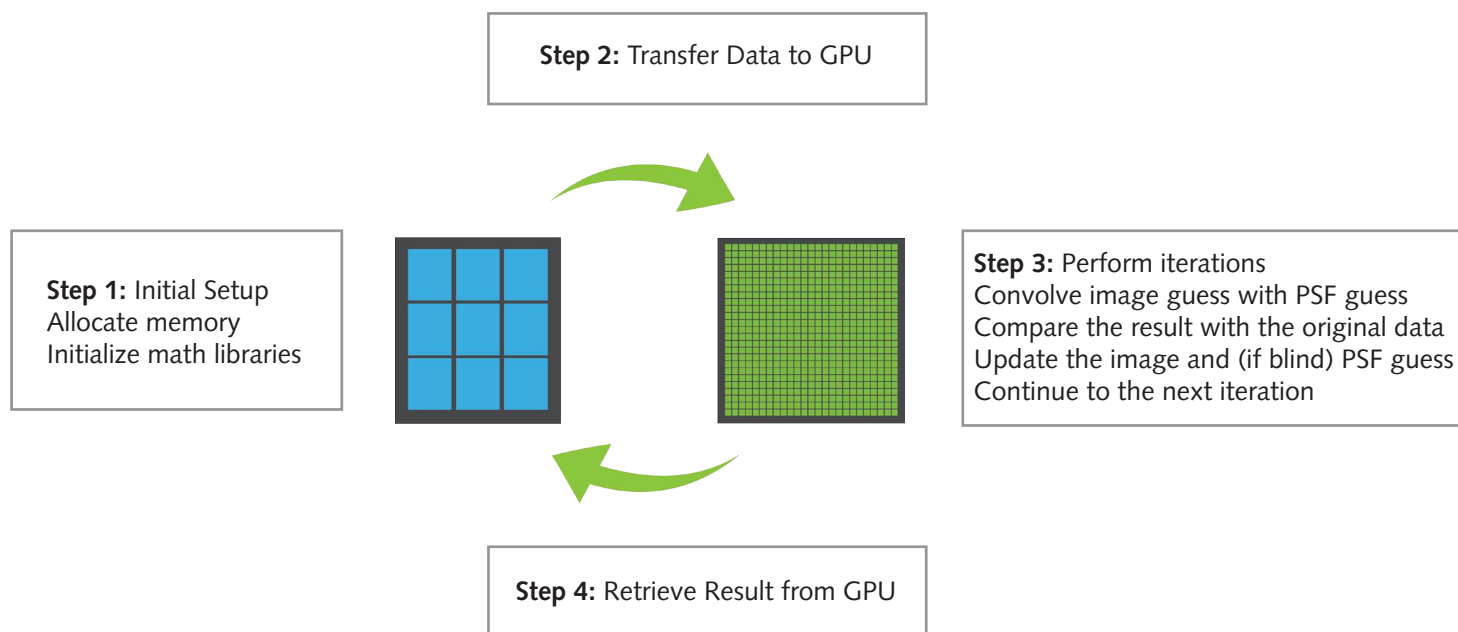 Step 2: Transfer Data to GPU
Step 1: Initial Setup
Allocate memory
Initialize math libraries
Step 3: Perform iterations
Convolve image guess with PSF guess
Compare the result with the original data
Update the image and (if blind) PSF guess
Continue to the next iteration
Step 4: Retrieve Result from GPU